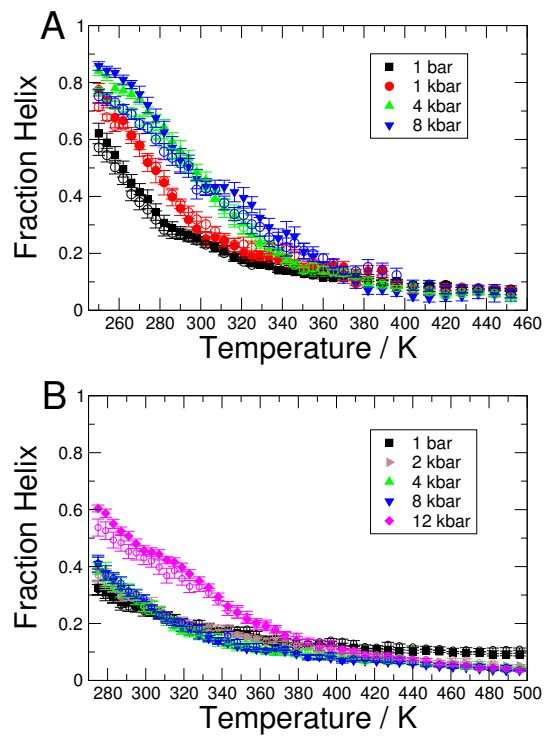 A
1
0.8
0.6
0.4
0.2
0
Fraction Helix
1 bar
1 kbar
4 kbar
8 kbar
260 280 300 320 340 360 380 400 420 440 460
Temperature / K
B
1
0.8
0.6
0.4
0.2
0
Fraction Helix
1 bar
2 kbar
4 kbar
8 kbar
12 kbar
280 300 320 340 360 380 400 420 440 460 480 500
Temperature / K